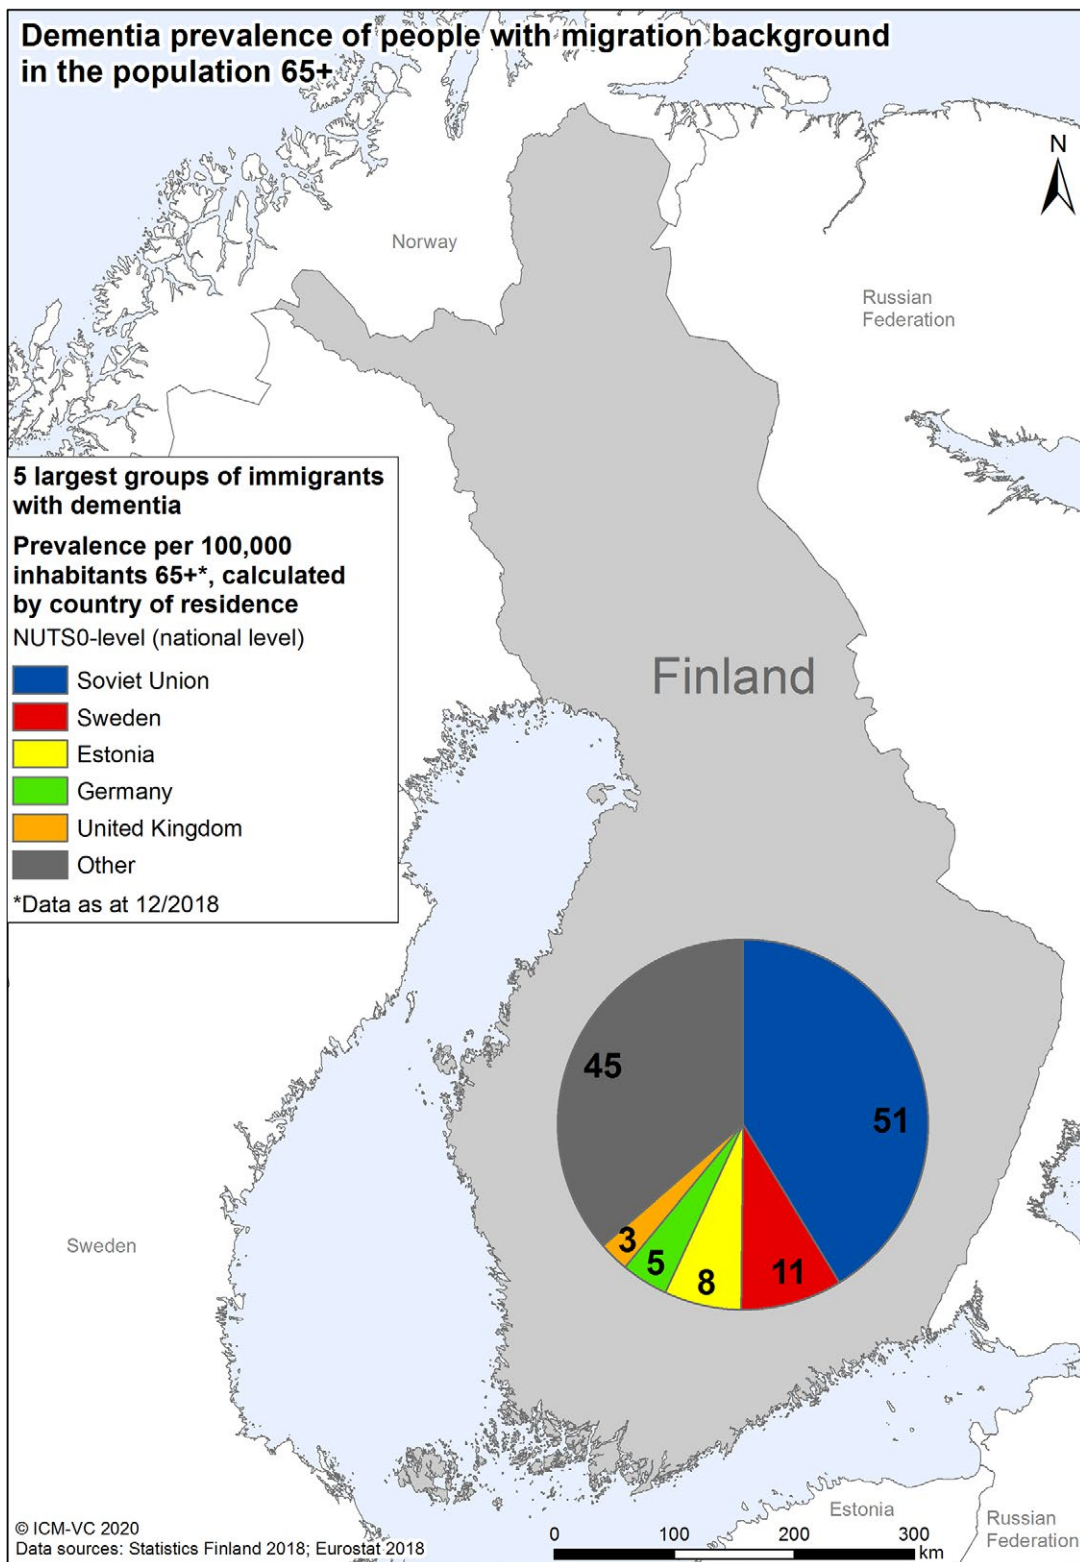 Dementia prevalence of people with migration background
in the population 65+
N
Norway
Russian
Federation
5 largest groups of immigrants
with dementia
Prevalence per 100,000
inhabitants 65+*, calculated
by country of residence
NUTS0-level (national level)
Soviet Union
Sweden
Estonia
Germany
United Kingdom
Other
*Data as at 12/2018
Finland
45
51
3
5
8
11
Sweden
Estonia
Russian
Federation
© ICM-VC 2020
Data sources: Statistics Finland 2018; Eurostat 2018
0 100 200 300
km